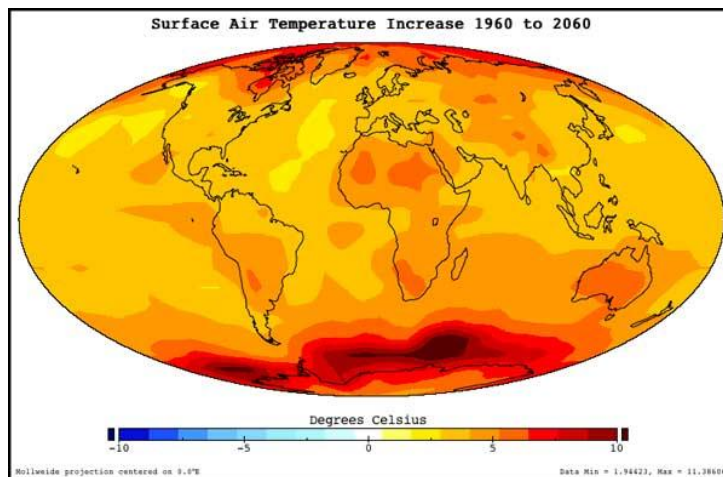 Surface Air Temperature Increase 1960 to 2060
Degrees Celsius
-10 -5 0 5 10
Mollweide projection centered on 0.0°E
Data Min = 1.94423, Max = 11.3860